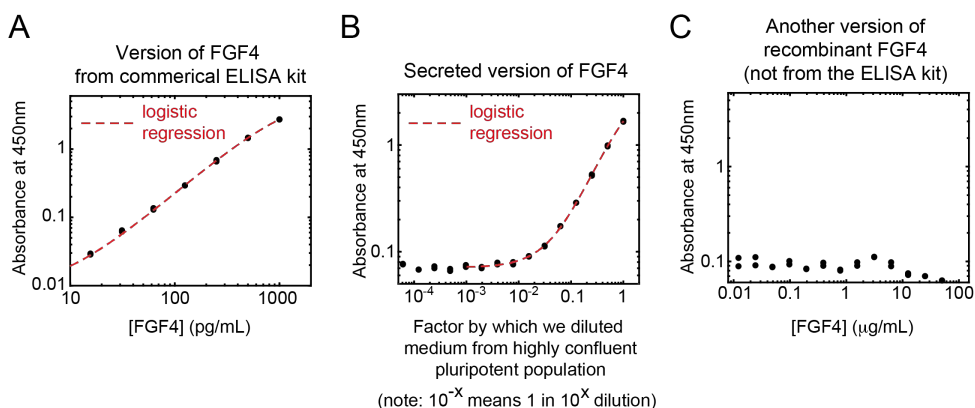 A
Version of FGF4
from commerical ELISA kit
logistic
regression
Absorbance at 450nm
1
0.1
0.01
10
100
1000
[FGF4] (pg/mL)
B
Secreted version of FGF4
logistic
regression
Absorbance at 450nm
1
0.1
10⁻⁴
10⁻³
10⁻²
0.1
1
Factor by which we diluted
medium from highly confluent
pluripotent population
(note: 10⁻ˣ means 1 in 10ˣ dilution)
C
Another version of
recombinant FGF4
(not from the ELISA kit)
Absorbance at 450nm
1
0.1
0.01
0.1
1
10
100
[FGF4] (μg/mL)